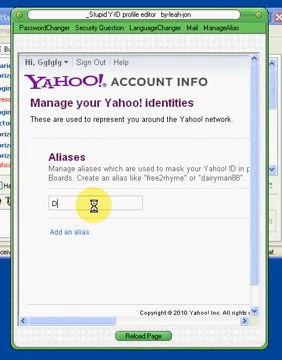 _Stupid Y-ID profile editor by-leah-jon
PasswordChanger Security Question LanguageChanger Mail ManageAlias
Hi, Ggfgfg Sign Out Help
YAHOO! ACCOUNT INFO
Manage your Yahoo! identities
These are used to represent you around the Yahoo! network.
Aliases
Manage aliases which are used to mask your Yahoo! ID in p
Boards. Create an alias like "free2rhyme" or "dairyman88".
D
Add an alias
Copyright © 2010 Yahoo! Inc. All rights
Reload Page